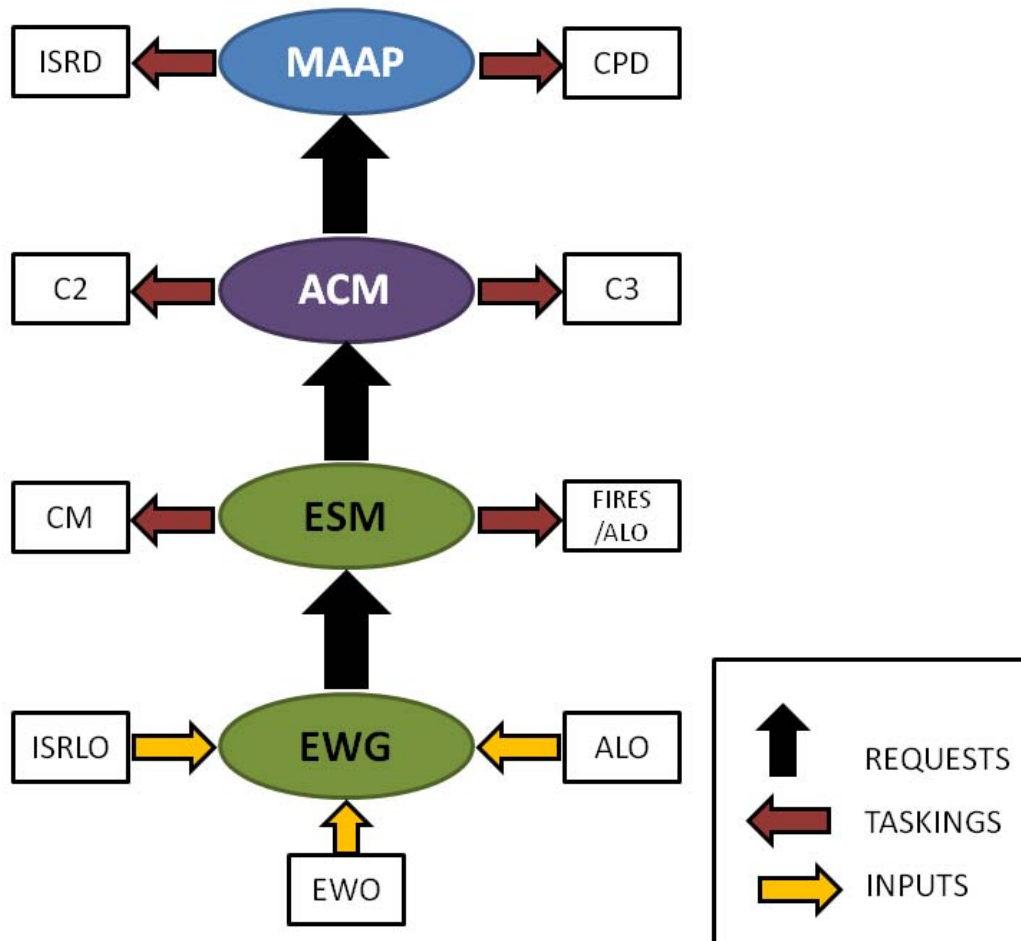 ISRD
MAAP
CPD
C2
ACM
C3
CM
ESM
FIRES
/ALO
ISRLO
EWG
ALO
EWO
REQUESTS
TASKINGS
INPUTS